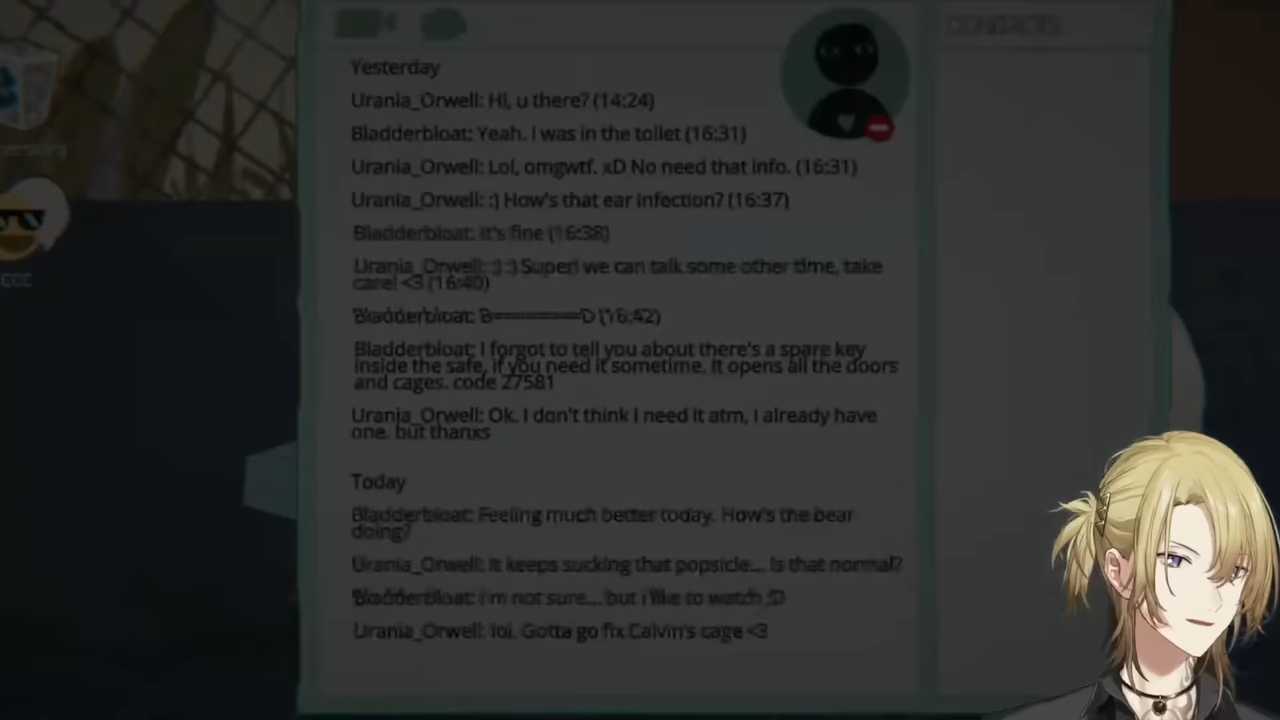 CONTACTS
Yesterday
Urania_Orwell: Hi, u there? (14:24)
Bladderbloat: Yeah. I was in the toilet (16:31)
Urania_Orwell: Lol, omgwtf. xD No need that info. (16:31)
Urania_Orwell: :) How's that ear infection? (16:37)
Bladderbloat: It's fine (16:38)
Urania_Orwell: :) Super! we can talk some other time, take
care! <3 (16:40)
Bladderbloat: B=======D (16:42)
Bladderbloat: I forgot to tell you about there's a spare key
inside the safe, if you need it sometime. It opens all the doors
and cages. code 27581
Urania_Orwell: Ok. I don't think I need it atm, I already have
one. but thanxs
Today
Bladderbloat: Feeling much better today. How's the bear
doing?
Urania_Orwell: It keeps sucking that popsicle... Is that normal?
Bladderbloat: I'm not sure... but i like to watch ;D
Urania_Orwell: lol. Gotta go fix Calvin's cage <3